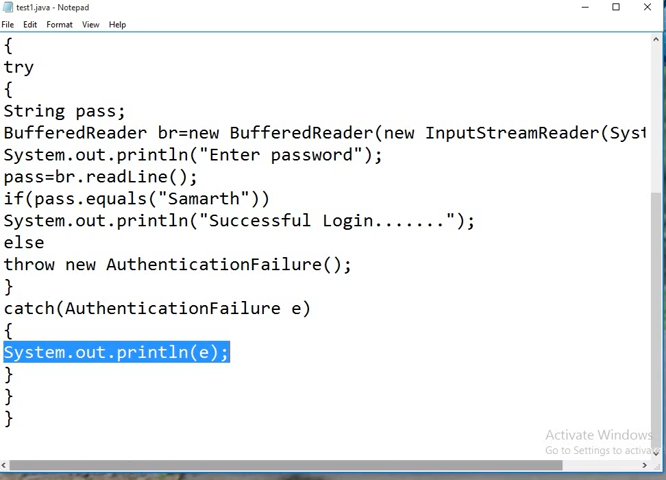 test1.java - Notepad
File Edit Format View Help
{
try
{
String pass;
BufferedReader br=new BufferedReader(new InputStreamReader(Syst
System.out.println("Enter password");
pass=br.readLine();
if(pass.equals("Samarth"))
System.out.println("Successful Login.......");
else
throw new AuthenticationFailure();
}
catch(AuthenticationFailure e)
{
System.out.println(e);
}
}
}
Activate Windows
Go to Settings to activate